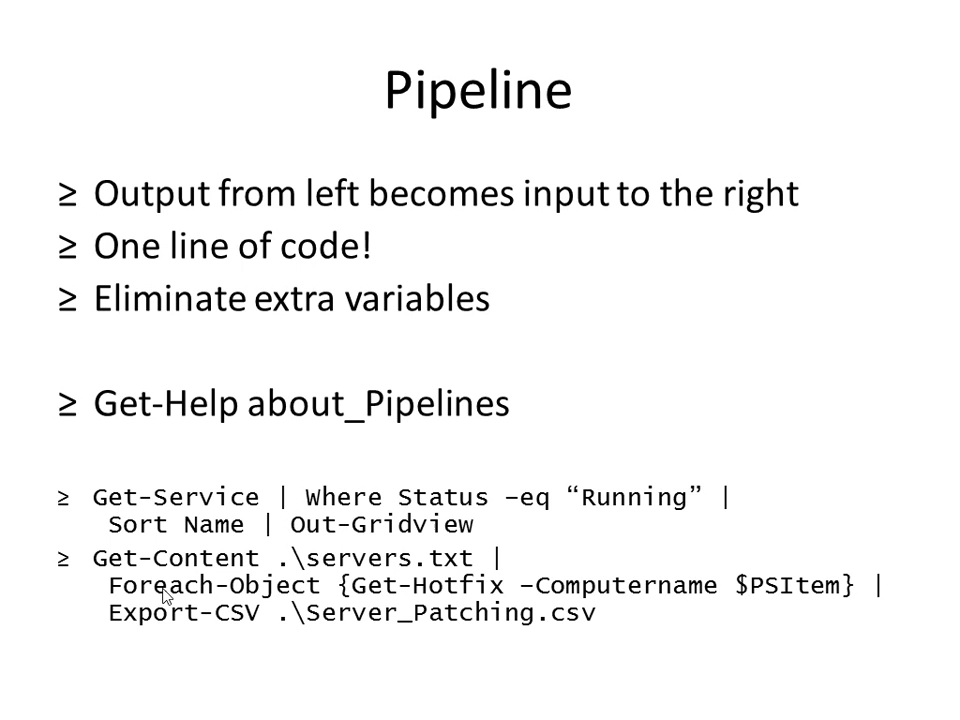 Pipeline
≥ Output from left becomes input to the right
≥ One line of code!
≥ Eliminate extra variables
≥ Get-Help about_Pipelines
≥ Get-Service | Where Status –eq “Running” |
Sort Name | Out-Gridview
≥ Get-Content .\servers.txt |
Foreach-Object {Get-Hotfix –Computername $PSItem} |
Export-CSV .\Server_Patching.csv